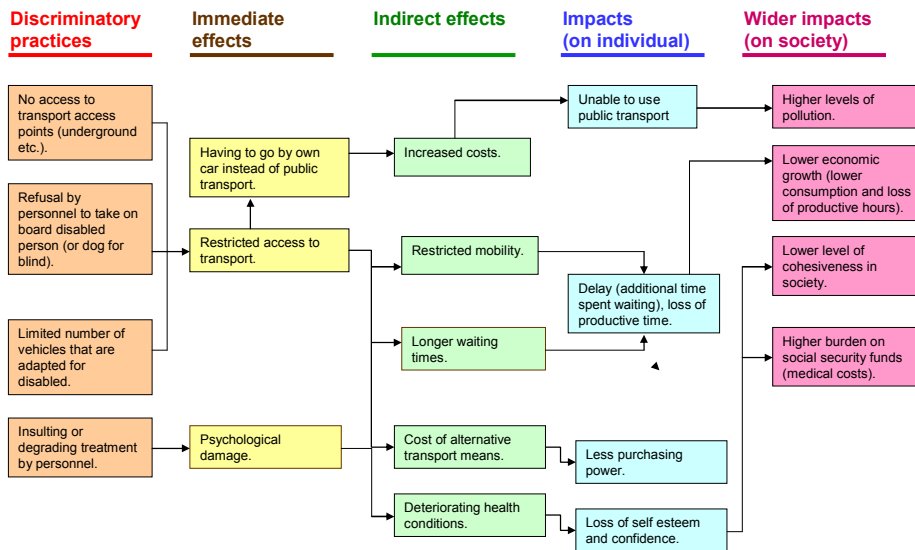 Discriminatory
practices
Immediate
effects
Indirect effects
Impacts
(on individual)
Wider impacts
(on society)
No access to
transport access
points (underground
etc.).
Refusal by
personnel to take on
board disabled
person (or dog for
blind).
Limited number of
vehicles that are
adapted for
disabled.
Insulting or
degrading treatment
by personnel.
Having to go by own
car instead of public
transport.
Restricted access to
transport.
Psychological
damage.
Increased costs.
Restricted mobility.
Longer waiting
times.
Cost of alternative
transport means.
Deteriorating health
conditions.
Unable to use
public transport
Delay (additional time
spent waiting), loss of
productive time.
Less purchasing
power.
Loss of self esteem
and confidence.
Higher levels of
pollution.
Lower economic
growth (lower
consumption and loss
of productive hours).
Lower level of
cohesiveness in
society.
Higher burden on
social security funds
(medical costs).